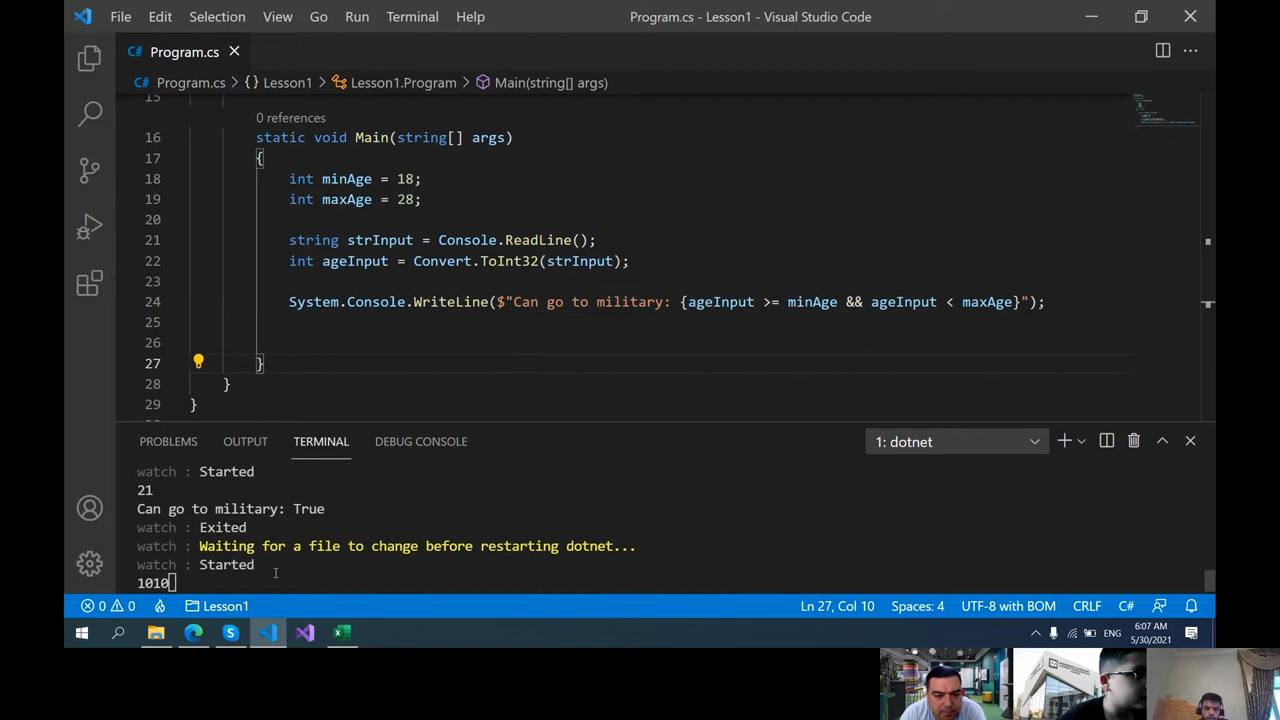 File Edit Selection View Go Run Terminal Help Program.cs - Lesson1 - Visual Studio Code
C# Program.cs
C# Program.cs > {} Lesson1 > Lesson1.Program > Main(string[] args)
15
0 references
16 static void Main(string[] args)
17 {
18 int minAge = 18;
19 int maxAge = 28;
20
21 string strInput = Console.ReadLine();
22 int ageInput = Convert.ToInt32(strInput);
23
24 System.Console.WriteLine($"Can go to military: {ageInput >= minAge && ageInput < maxAge}");
25
26
27 }
28 }
29 }
PROBLEMS OUTPUT TERMINAL DEBUG CONSOLE 1: dotnet
watch : Started
21
Can go to military: True
watch : Exited
watch : Waiting for a file to change before restarting dotnet...
watch : Started
1010
0 0 Lesson1 Ln 27, Col 10 Spaces: 4 UTF-8 with BOM CRLF C#
ENG 6:07 AM
5/30/2021